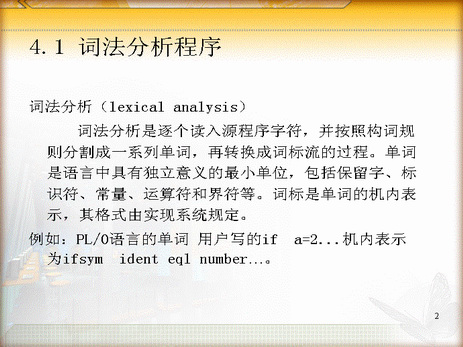 4.1 词法分析程序
词法分析（lexical analysis）
词法分析是逐个读入源程序字符，并按照构词规
则分割成一系列单词，再转换成词标流的过程。单词
是语言中具有独立意义的最小单位，包括保留字、标
识符、常量、运算符和界符等。词标是单词的机内表
示，其格式由实现系统规定。
例如：PL/0语言的单词 用户写的if a=2...机内表示
为ifsym ident eql number…。
2